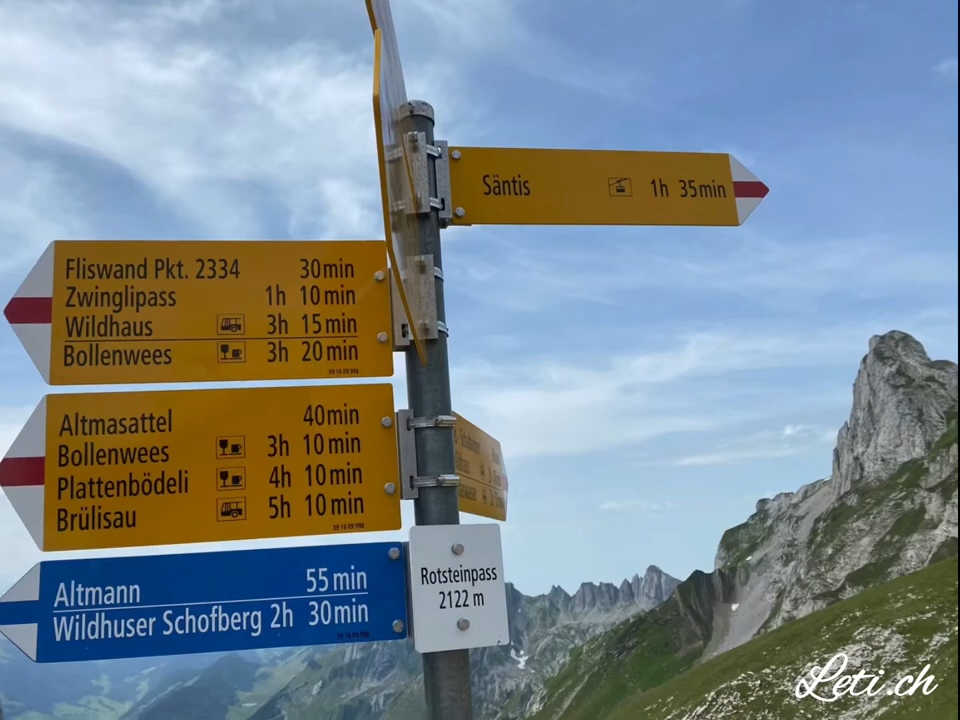 Säntis 1h 35min
Fliswand Pkt. 2334 30min
Zwinglipass 1h 10min
Wildhaus 3h 15min
Bollenwees 3h 20min
Altmasattel 40min
Bollenwees 3h 10min
Plattenbödeli 4h 10min
Brülisau 5h 10min
Altmann 55min
Wildhuser Schofberg 2h 30min
Rotsteinpass
2122 m
Leti.ch